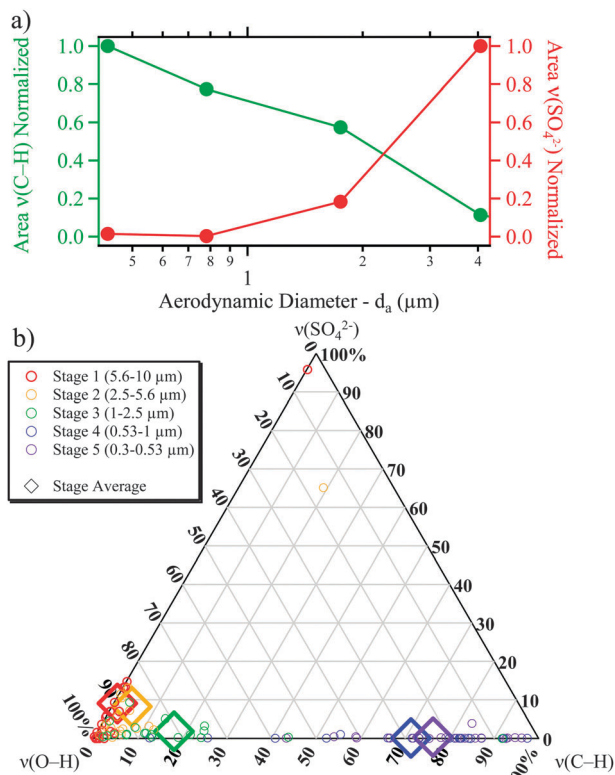 a)
1.0
0.8
0.6
0.4
0.2
0.0
Area ν(C–H) Normalized
1.0
0.8
0.6
0.4
0.2
0.0
Area ν(SO₄²⁻) Normalized
5 6 7 8 9 1 2 3 4
Aerodynamic Diameter - dₐ (µm)
b)
ν(SO₄²⁻)
Stage 1 (5.6-10 µm)
Stage 2 (2.5-5.6 µm)
Stage 3 (1-2.5 µm)
Stage 4 (0.53-1 µm)
Stage 5 (0.3-0.53 µm)
Stage Average
0 100%
10 90
20 80
30 70
40 60
50 50
60 40
70 30
80 20
90 10
100% 0
0 10 20 30 40 50 60 70 80 90 100%
ν(O–H)
ν(C–H)